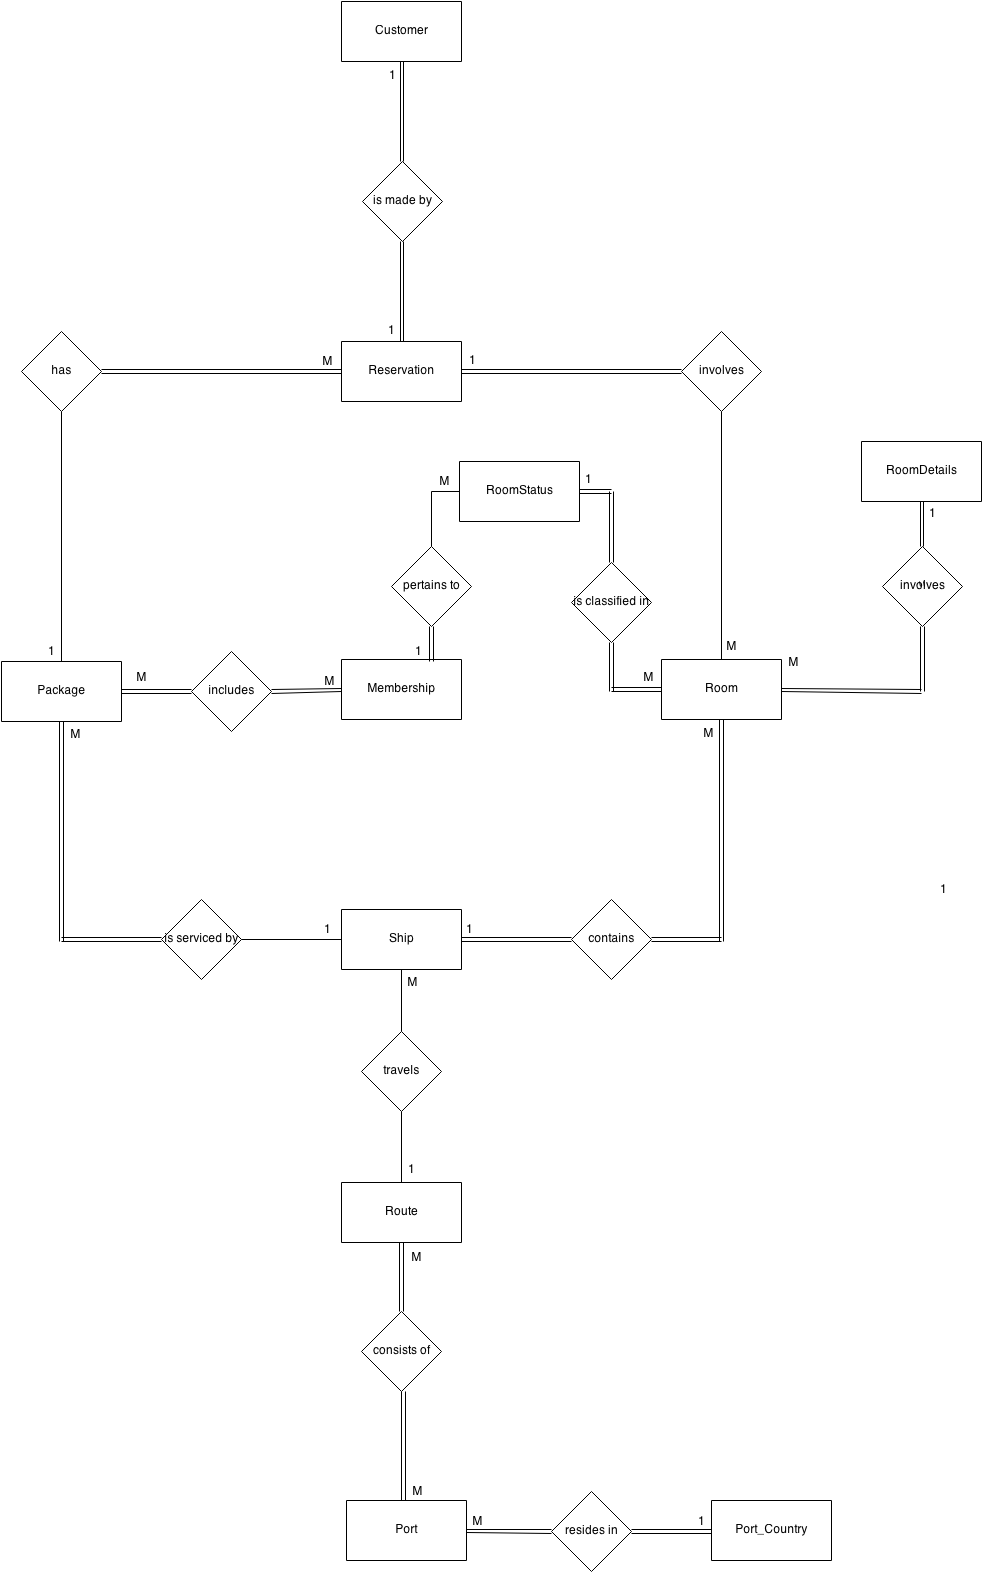 Customer
1
is made by
1
M
Reservation
1
has
involves
RoomDetails
1
M
RoomStatus
1
pertains to
is classified in
involves
1
1
M
M
Package
M
includes
M
Membership
M
Room
M
M
is serviced by
1
Ship
1
contains
1
M
travels
1
Route
M
consists of
M
Port
M
resides in
1
Port_Country